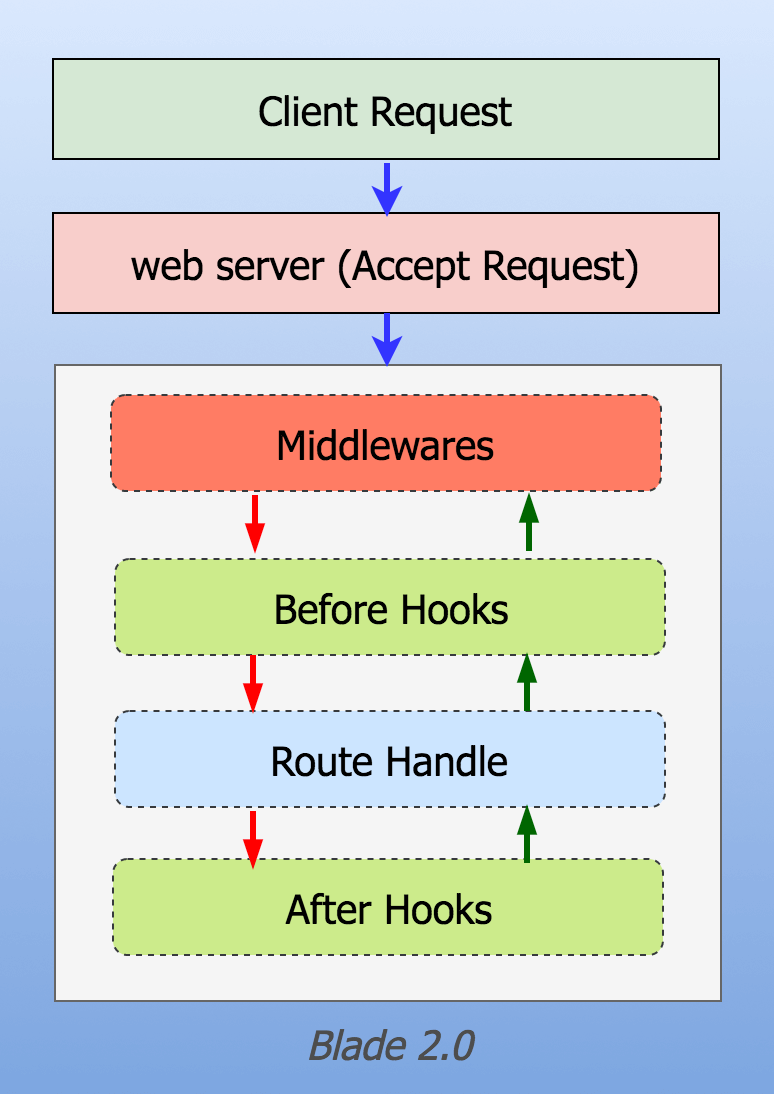 Client Request
web server (Accept Request)
Middlewares
Before Hooks
Route Handle
After Hooks
Blade 2.0